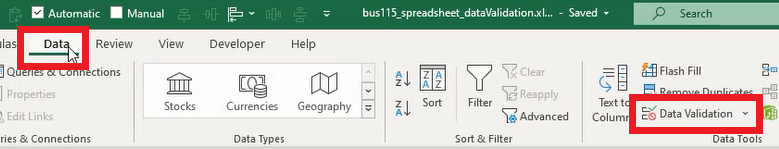 Automatic Manual bus115_spreadsheet_dataValidation.xl... - Saved Search
Data Review View Developer Help
Queries & Connections
Properties
Edit Links
Queries & Connections
Stocks Currencies Geography
Data Types
Sort
Filter
Clear
Reapply
Advanced
Sort & Filter
Text to
Column
Flash Fill
Remove Duplicates
Data Validation
Data Tools